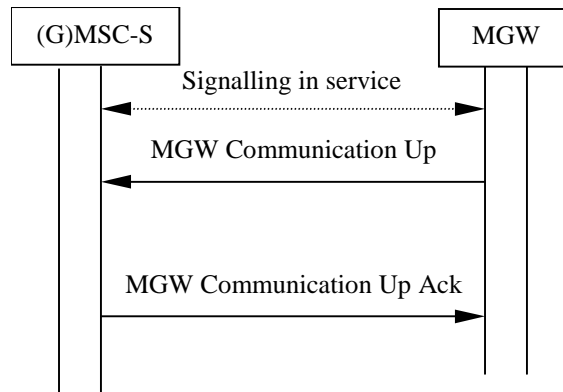 (G)MSC-S
MGW
Signalling in service
MGW Communication Up
MGW Communication Up Ack